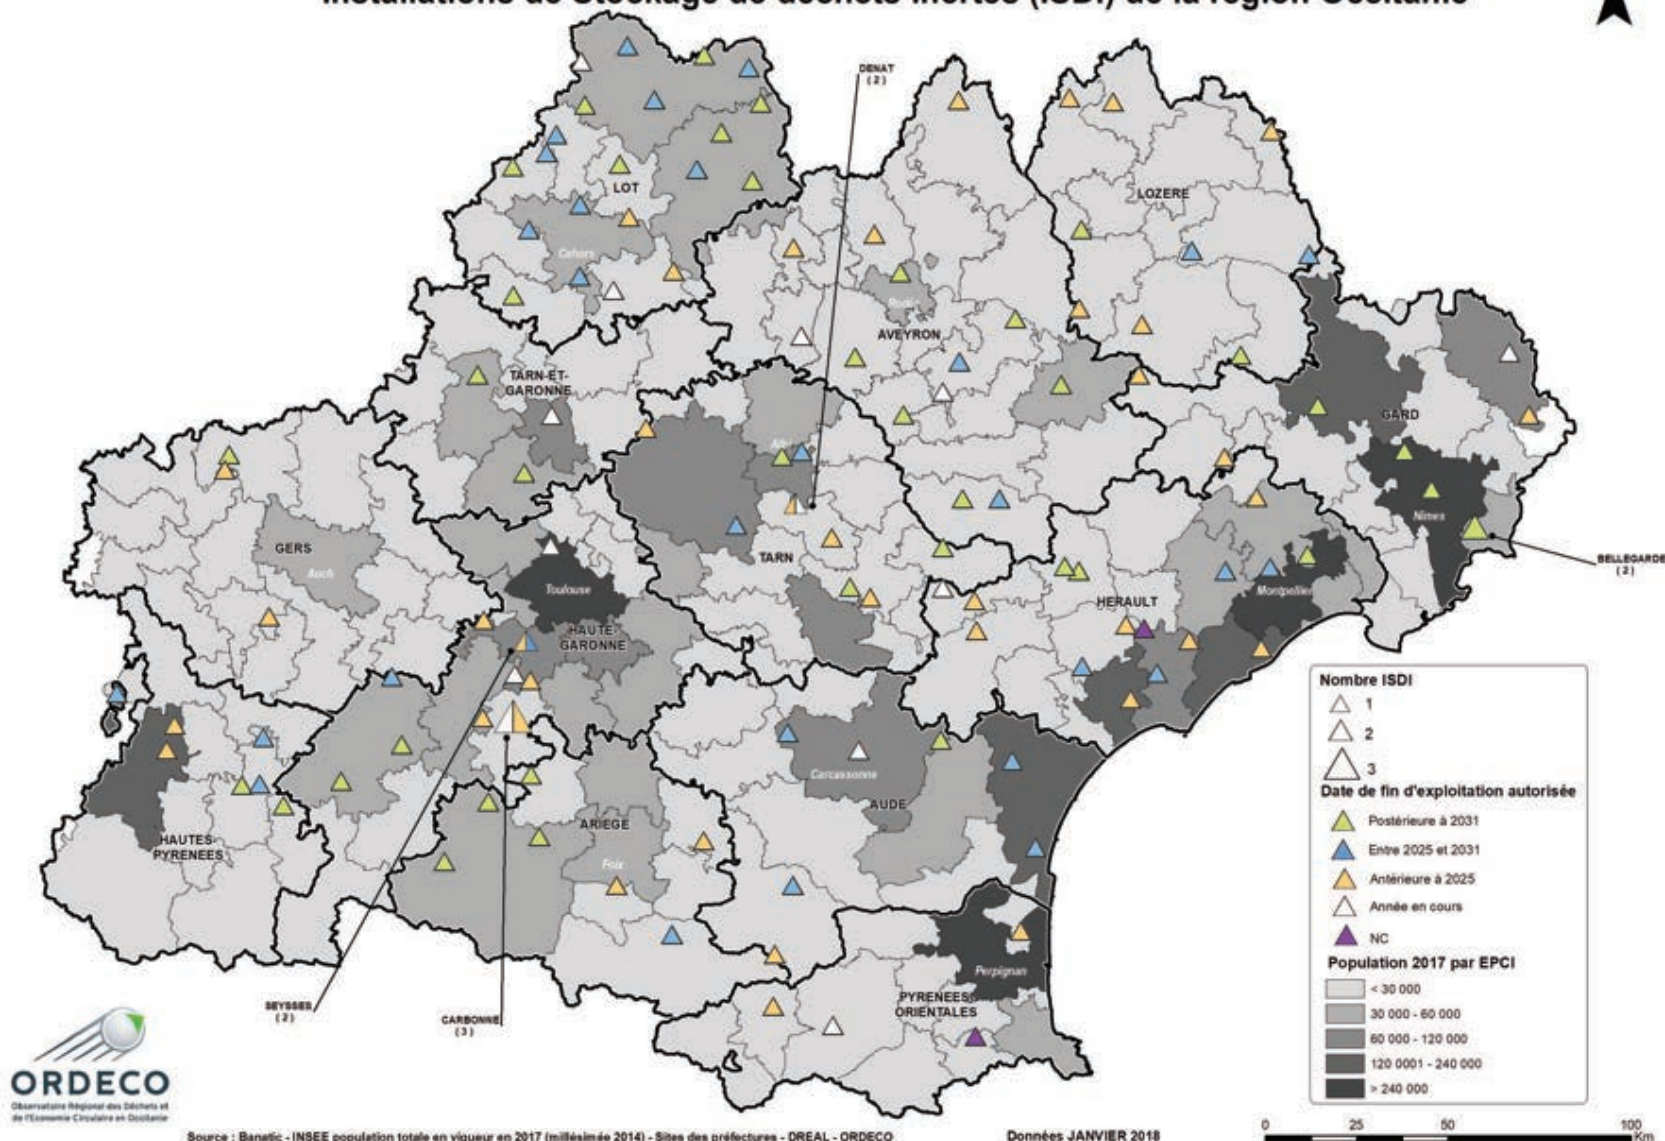 Installations de Stockage de déchets inertes (ISDI) de la région Occitanie
DENAT
(2)
LOT
LOZERE
Cahors
AVEYRON
TARN-ET-
GARONNE
GARD
Nîmes
BELLEGARDE
(2)
GERS
Auch
TARN
Toulouse
HAUTE
GARONNE
HERAULT
Montpellier
Carcassonne
AUDE
HAUTES-
PYRENEES
ARIEGE
Foix
Perpignan
PYRENEES
ORIENTALES
SEYSSES
(2)
CARBONNE
(3)
Nombre ISDI
1
2
3
Date de fin d'exploitation autorisée
Postérieure à 2031
Entre 2025 et 2031
Antérieure à 2025
Année en cours
NC
Population 2017 par EPCI
< 30 000
30 000 - 60 000
60 000 - 120 000
120 0001 - 240 000
> 240 000
ORDECO
Observatoire Régional des Déchets et
de l'Economie Circulaire en Occitanie
Source : Banatic - INSEE population totale en vigueur en 2017 (millésimée 2014) - Sites des préfectures - DREAL - ORDECO
Données JANVIER 2018
0 25 50 100
Km